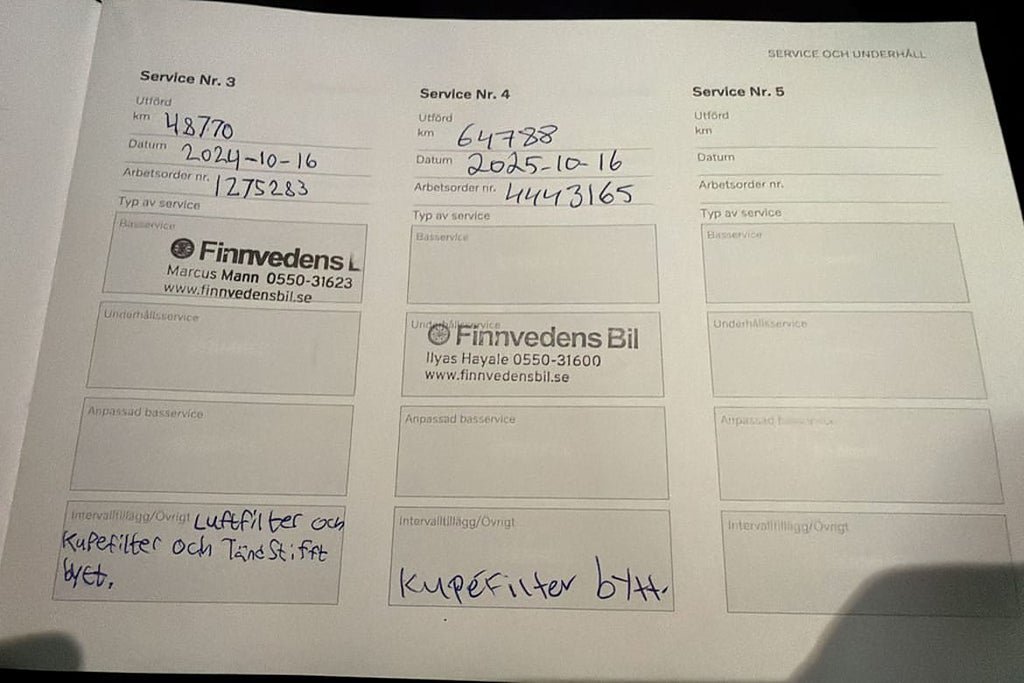 SERVICE OCH UNDERHÅLL
Service Nr. 3
Utförd
km 48770
Datum 2024-10-16
Arbetsorder nr. 1275283
Typ av service
Basservice
Finnvedens
Marcus Mann 0550-31623
www.finnvedensbil.se
Underhållsservice
Anpassad basservice
Intervalltillägg/Övrigt Luftfilter och
Kupefilter och Tändstifft
bytt.
Service Nr. 4
Utförd
km 64788
Datum 2025-10-16
Arbetsorder nr. 4443165
Typ av service
Basservice
Underhållsservice
Finnvedens Bil
Ilyas Hayale 0550-31600
www.finnvedensbil.se
Anpassad basservice
Intervalltillägg/Övrigt
Kupéfilter bytt.
Service Nr. 5
Utförd
km
Datum
Arbetsorder nr.
Typ av service
Basservice
Underhållsservice
Anpassad basservice
Intervalltillägg/Övrigt